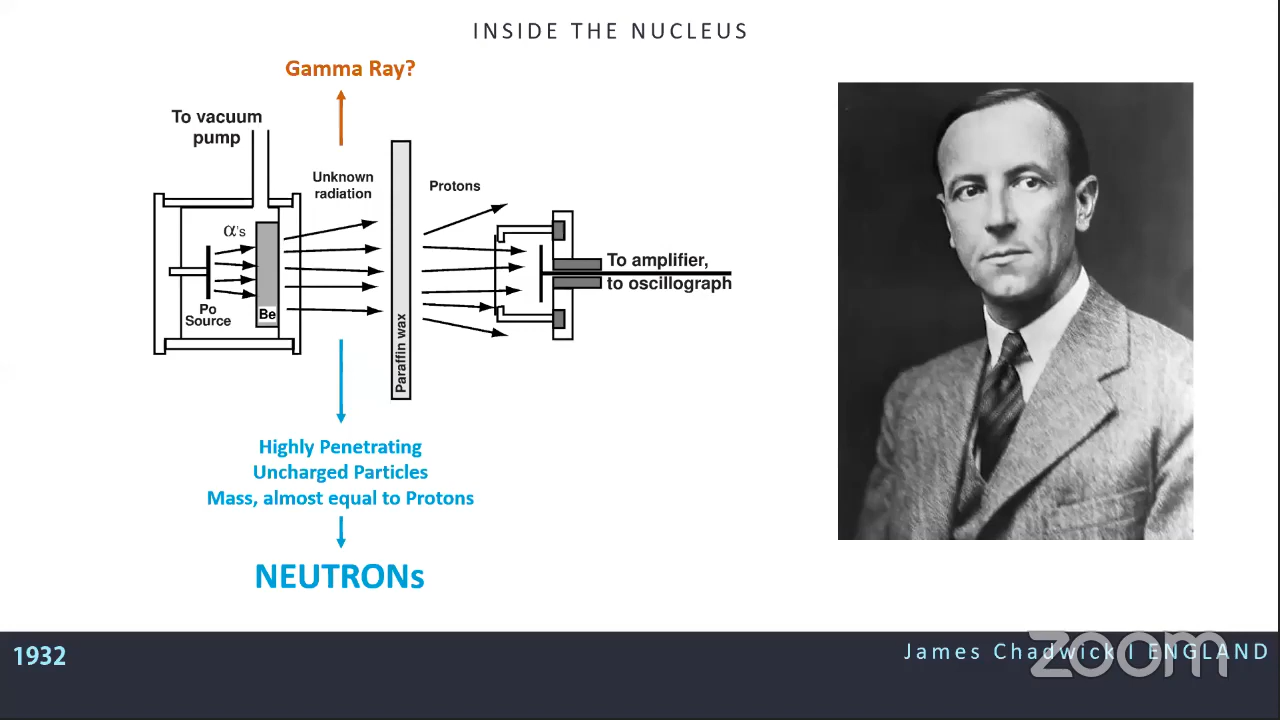 INSIDE THE NUCLEUS
Gamma Ray?
To vacuum
pump
Unknown
radiation
Protons
α's
Po
Source
Be
Paraffin wax
To amplifier,
to oscillograph
Highly Penetrating
Uncharged Particles
Mass, almost equal to Protons
NEUTRONs
1932
James Chadwick I ENGLAND
zoom